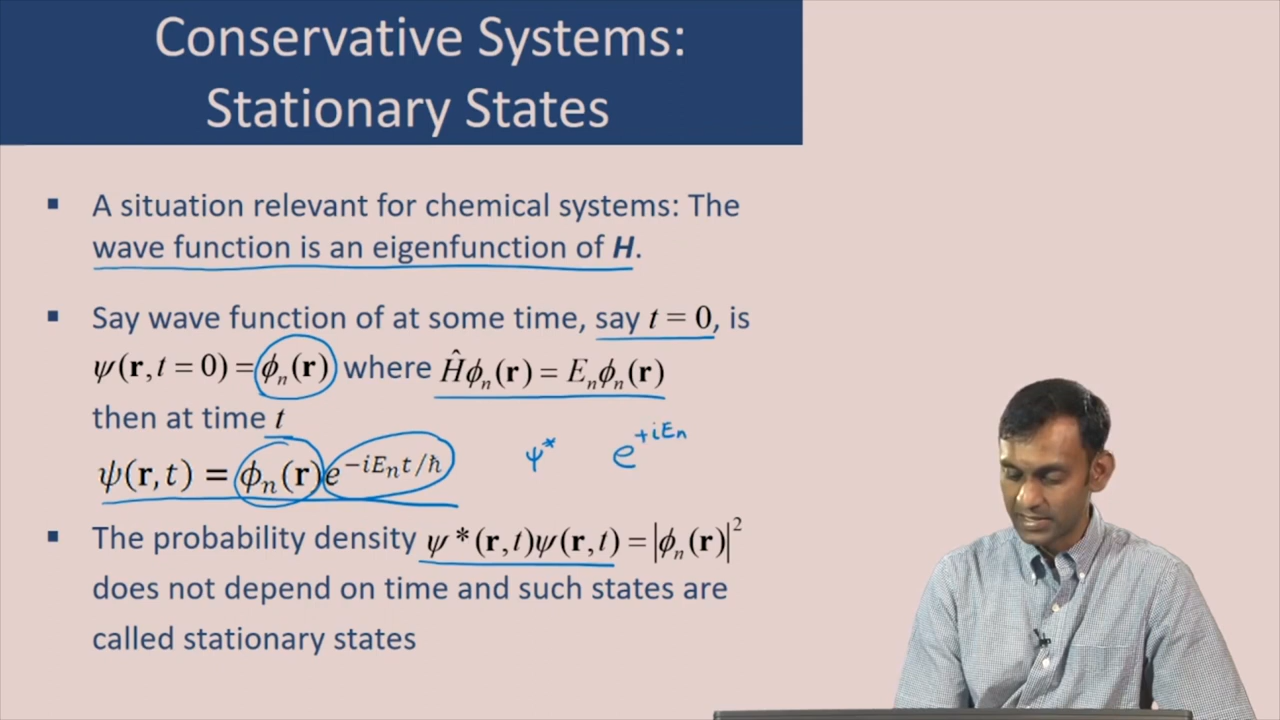 Conservative Systems:
Stationary States
▪ A situation relevant for chemical systems: The
wave function is an eigenfunction of H.
▪ Say wave function of at some time, say t = 0, is
ψ(r,t = 0) = ϕₙ(r) where Ĥϕₙ(r) = Eₙϕₙ(r)
then at time t
ψ(r,t) = ϕₙ(r)e^(−iEₙt/ħ) ψ* e^(+iEₙ)
▪ The probability density ψ*(r,t)ψ(r,t) = |ϕₙ(r)|²
does not depend on time and such states are
called stationary states